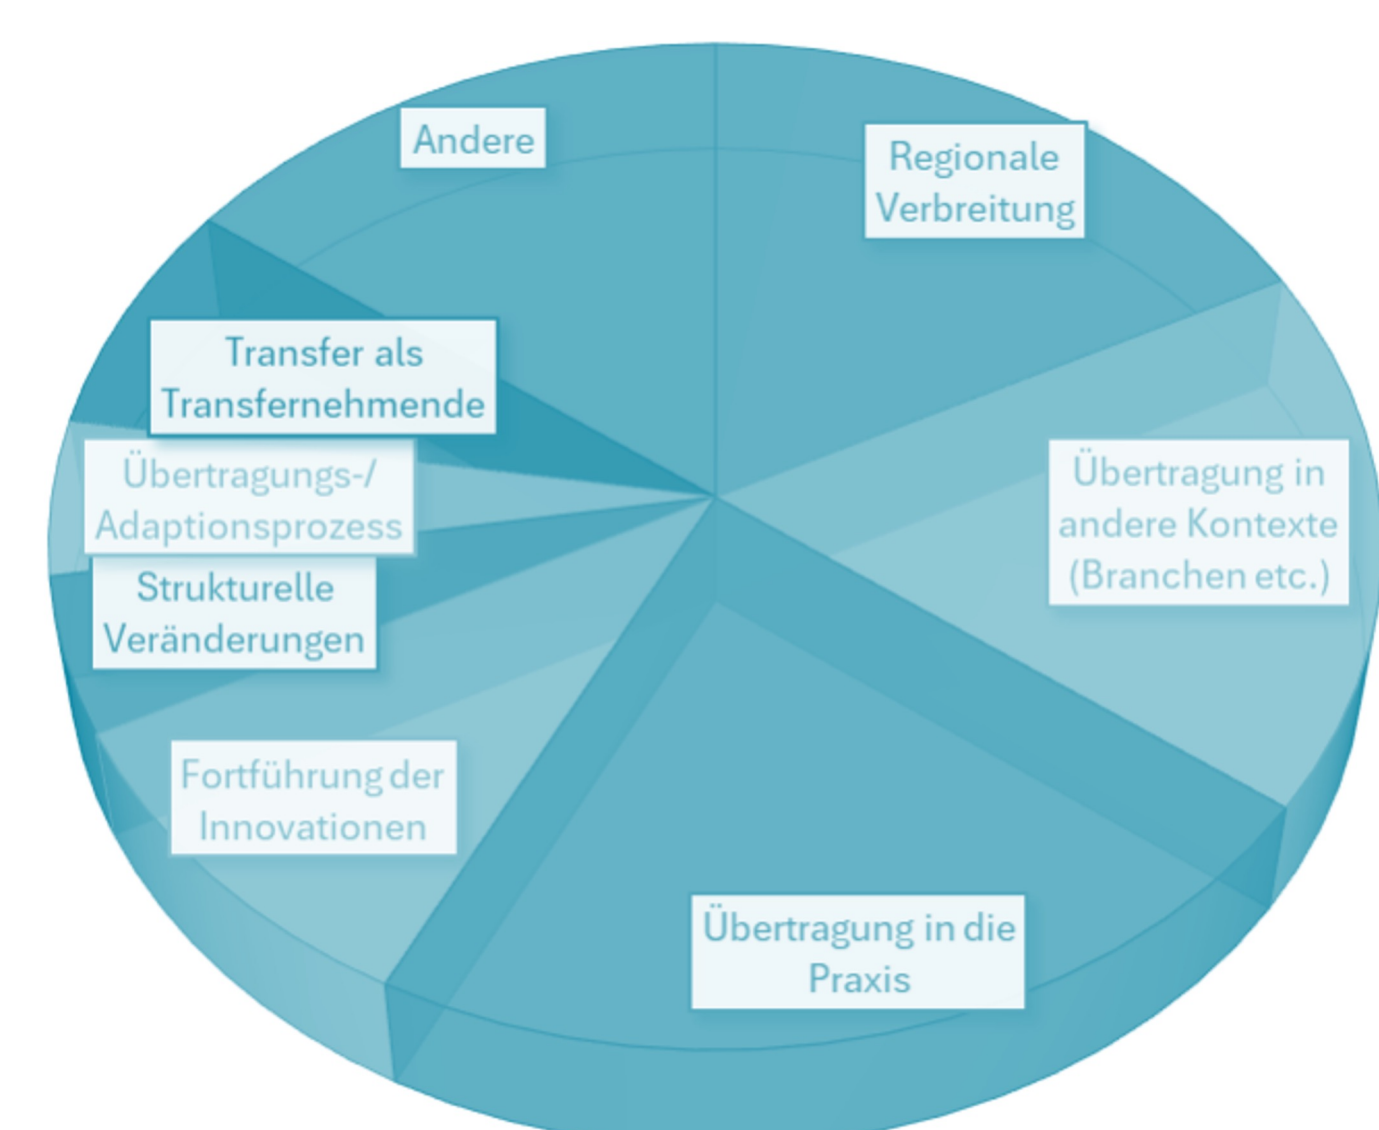 Andere
Regionale
Verbreitung
Transfer als
Transfernehmende
Übertragungs-/
Adaptionsprozess
Übertragung in
andere Kontexte
(Branchen etc.)
Strukturelle
Veränderungen
Fortführung der
Innovationen
Übertragung in die
Praxis